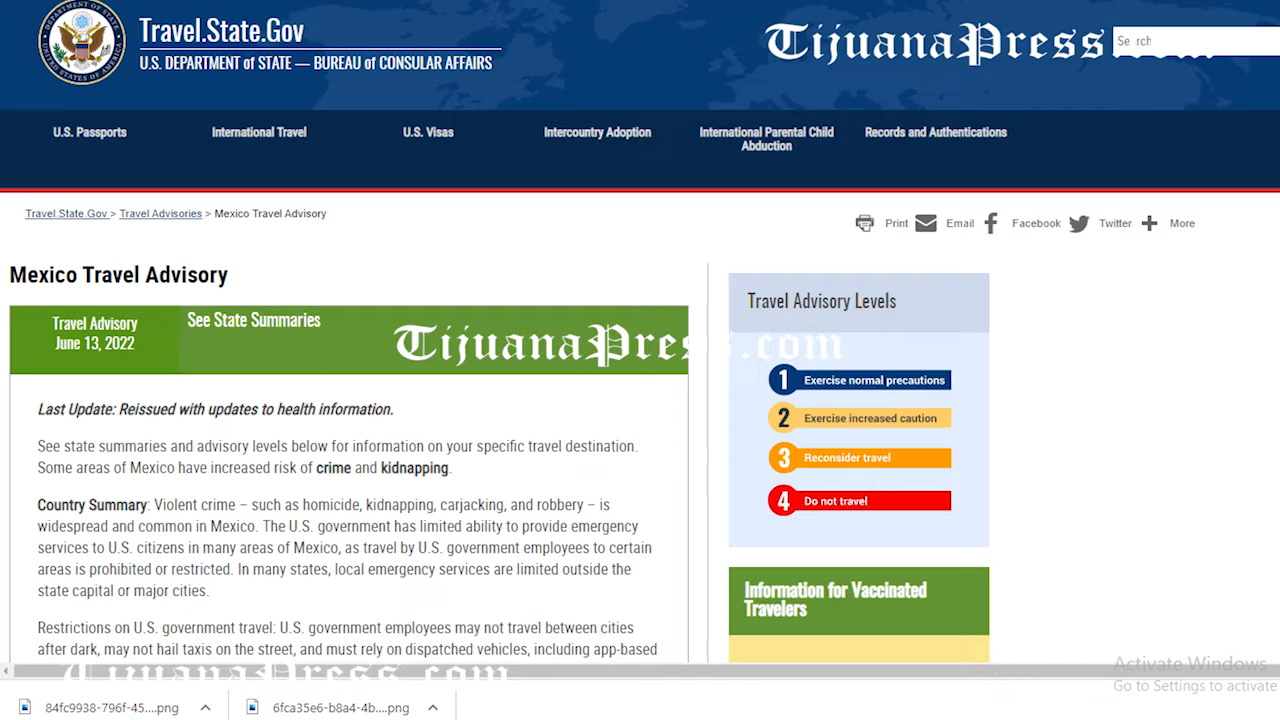 Travel.State.Gov
U.S. DEPARTMENT of STATE — BUREAU of CONSULAR AFFAIRS
TijuanaPress.com
U.S. Passports
International Travel
U.S. Visas
Intercountry Adoption
International Parental Child
Abduction
Records and Authentications
Travel.State.Gov > Travel Advisories > Mexico Travel Advisory
Print Email Facebook Twitter More
Mexico Travel Advisory
Travel Advisory
June 13, 2022
See State Summaries
TijuanaPress.com
Last Update: Reissued with updates to health information.
See state summaries and advisory levels below for information on your specific travel destination.
Some areas of Mexico have increased risk of crime and kidnapping.
Country Summary: Violent crime – such as homicide, kidnapping, carjacking, and robbery – is
widespread and common in Mexico. The U.S. government has limited ability to provide emergency
services to U.S. citizens in many areas of Mexico, as travel by U.S. government employees to certain
areas is prohibited or restricted. In many states, local emergency services are limited outside the
state capital or major cities.
Restrictions on U.S. government travel: U.S. government employees may not travel between cities
after dark, may not hail taxis on the street, and must rely on dispatched vehicles, including app-based
Travel Advisory Levels
1 Exercise normal precautions
2 Exercise increased caution
3 Reconsider travel
4 Do not travel
Information for Vaccinated
Travelers
TijuanaPress.com
Activate Windows
Go to Settings to activate
84fc9938-796f-45....png
6fca35e6-b8a4-4b....png